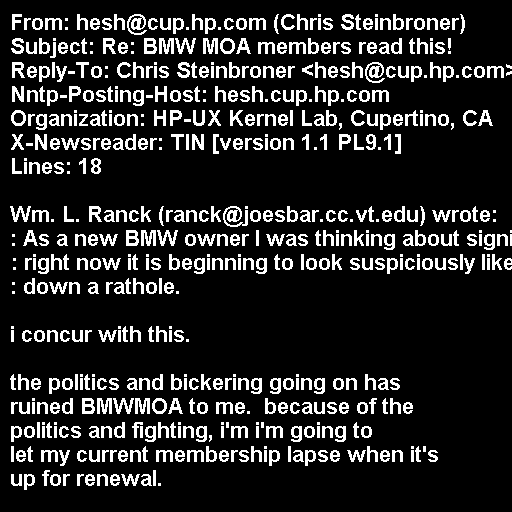 From: hesh@cup.hp.com (Chris Steinbroner)
Subject: Re: BMW MOA members read this!
Reply-To: Chris Steinbroner <hesh@cup.hp.com>
Nntp-Posting-Host: hesh.cup.hp.com
Organization: HP-UX Kernel Lab, Cupertino, CA
X-Newsreader: TIN [version 1.1 PL9.1]
Lines: 18

Wm. L. Ranck (ranck@joesbar.cc.vt.edu) wrote:
: As a new BMW owner I was thinking about signi
: right now it is beginning to look suspiciously like
: down a rathole.

i concur with this.

the politics and bickering going on has
ruined BMWMOA to me.  because of the
politics and fighting, i'm i'm going to
let my current membership lapse when it's
up for renewal.